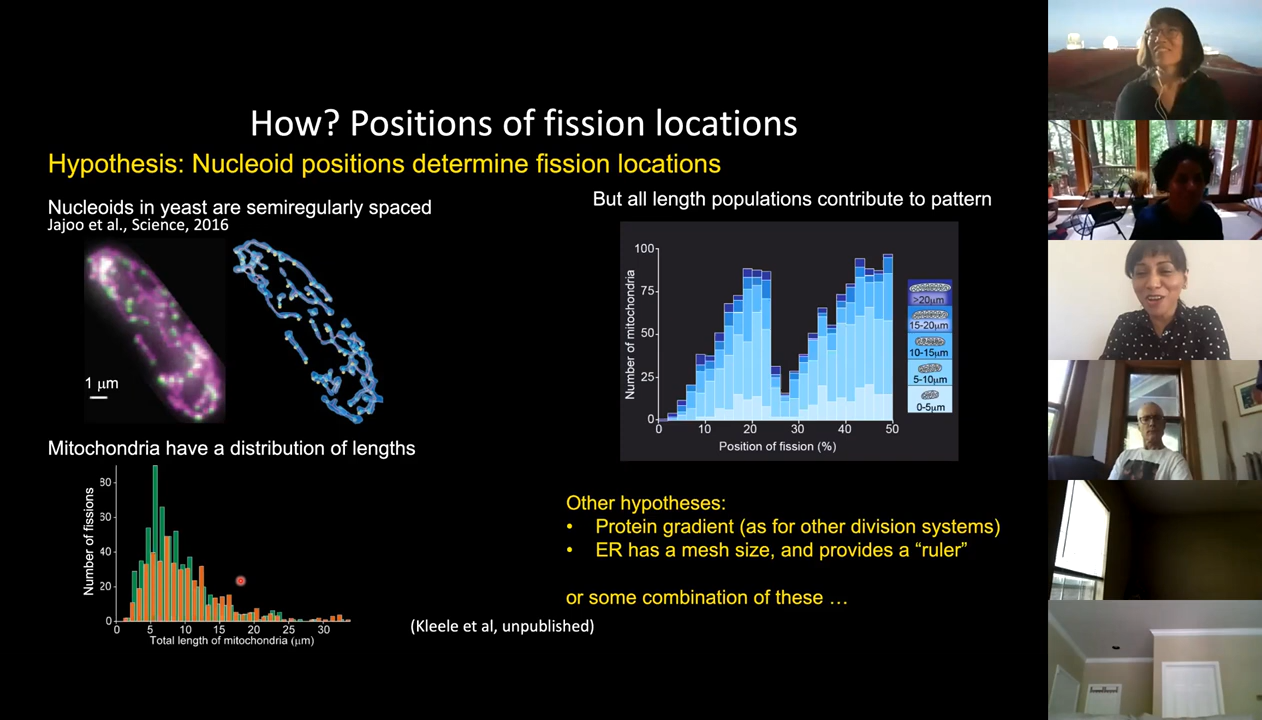 How? Positions of fission locations
Hypothesis: Nucleoid positions determine fission locations
Nucleoids in yeast are semiregularly spaced
Jajoo et al., Science, 2016
1 μm
Mitochondria have a distribution of lengths
Number of fissions
80
60
40
20
0
0 5 10 15 20 25 30
Total length of mitochondria (μm)
(Kleele et al, unpublished)
But all length populations contribute to pattern
Number of mitochondria
100
75
50
25
0
0 10 20 30 40 50
Position of fission (%)
>20μm
15-20μm
10-15μm
5-10μm
0-5μm
Other hypotheses:
• Protein gradient (as for other division systems)
• ER has a mesh size, and provides a “ruler”
or some combination of these …